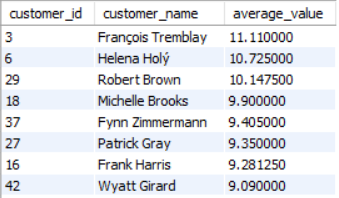 customer_id customer_name average_value
3 François Tremblay 11.110000
6 Helena Holý 10.725000
29 Robert Brown 10.147500
18 Michelle Brooks 9.900000
37 Fynn Zimmermann 9.405000
27 Patrick Gray 9.350000
16 Frank Harris 9.281250
42 Wyatt Girard 9.090000